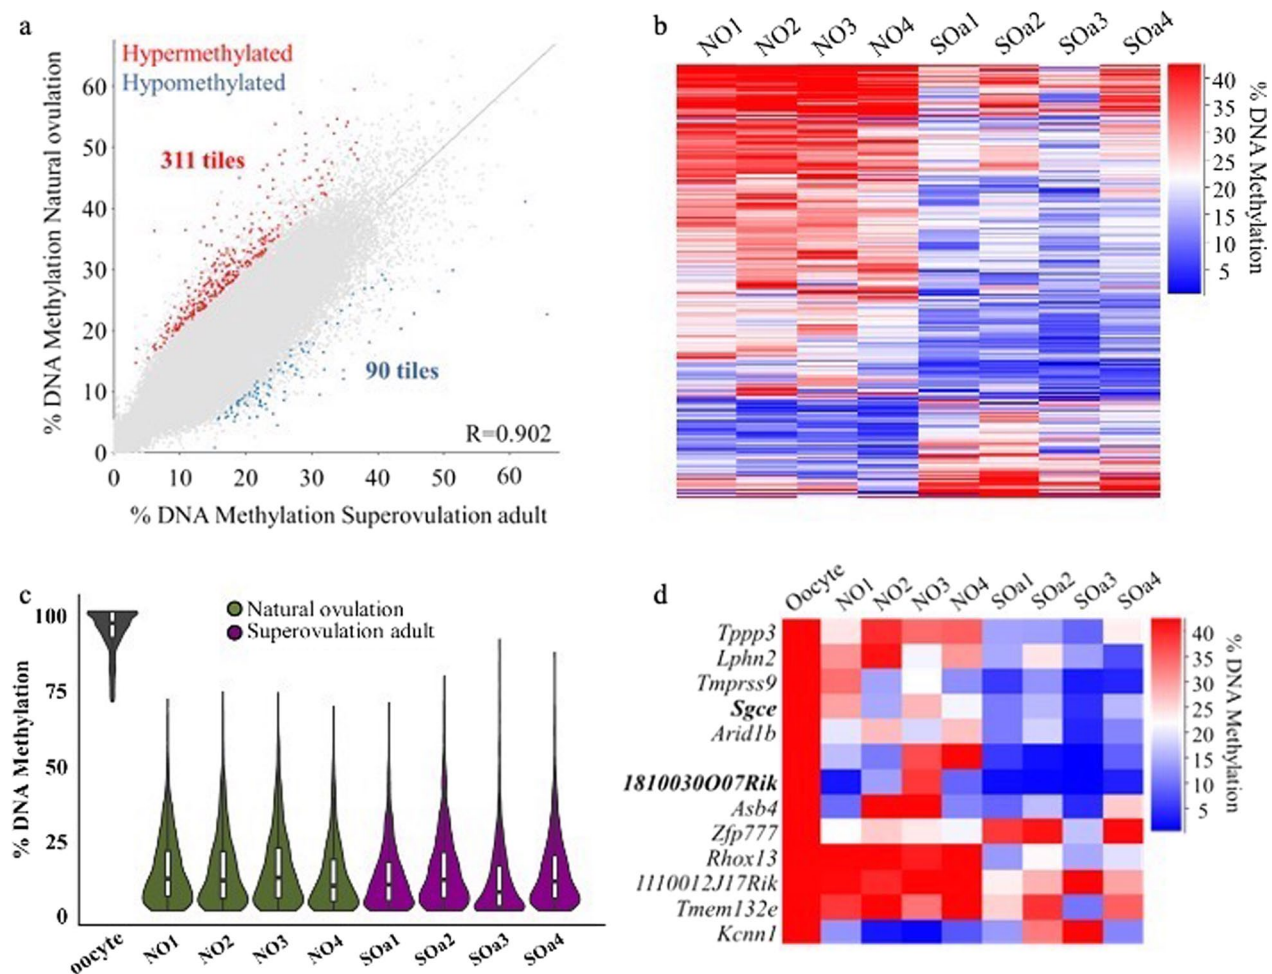 a
Hypermethylated
Hypomethylated
311 tiles
90 tiles
R=0.902
% DNA Methylation Natural ovulation
60
50
40
30
20
10
0
0 10 20 30 40 50 60
% DNA Methylation Superovulation adult
b
NO1 NO2 NO3 NO4 SOa1 SOa2 SOa3 SOa4
40
35
30
25
20
15
10
5
% DNA Methylation
c
Natural ovulation
Superovulation adult
% DNA Methylation
100
75
50
25
0
oocyte NO1 NO2 NO3 NO4 SOa1 SOa2 SOa3 SOa4
d
Oocyte NO1 NO2 NO3 NO4 SOa1 SOa2 SOa3 SOa4
Tppp3
Lphn2
Tmprss9
Sgce
Arid1b
1810030O07Rik
Asb4
Zfp777
Rhox13
1110012J17Rik
Tmem132e
Kcnn1
40
35
30
25
20
15
10
5
% DNA Methylation